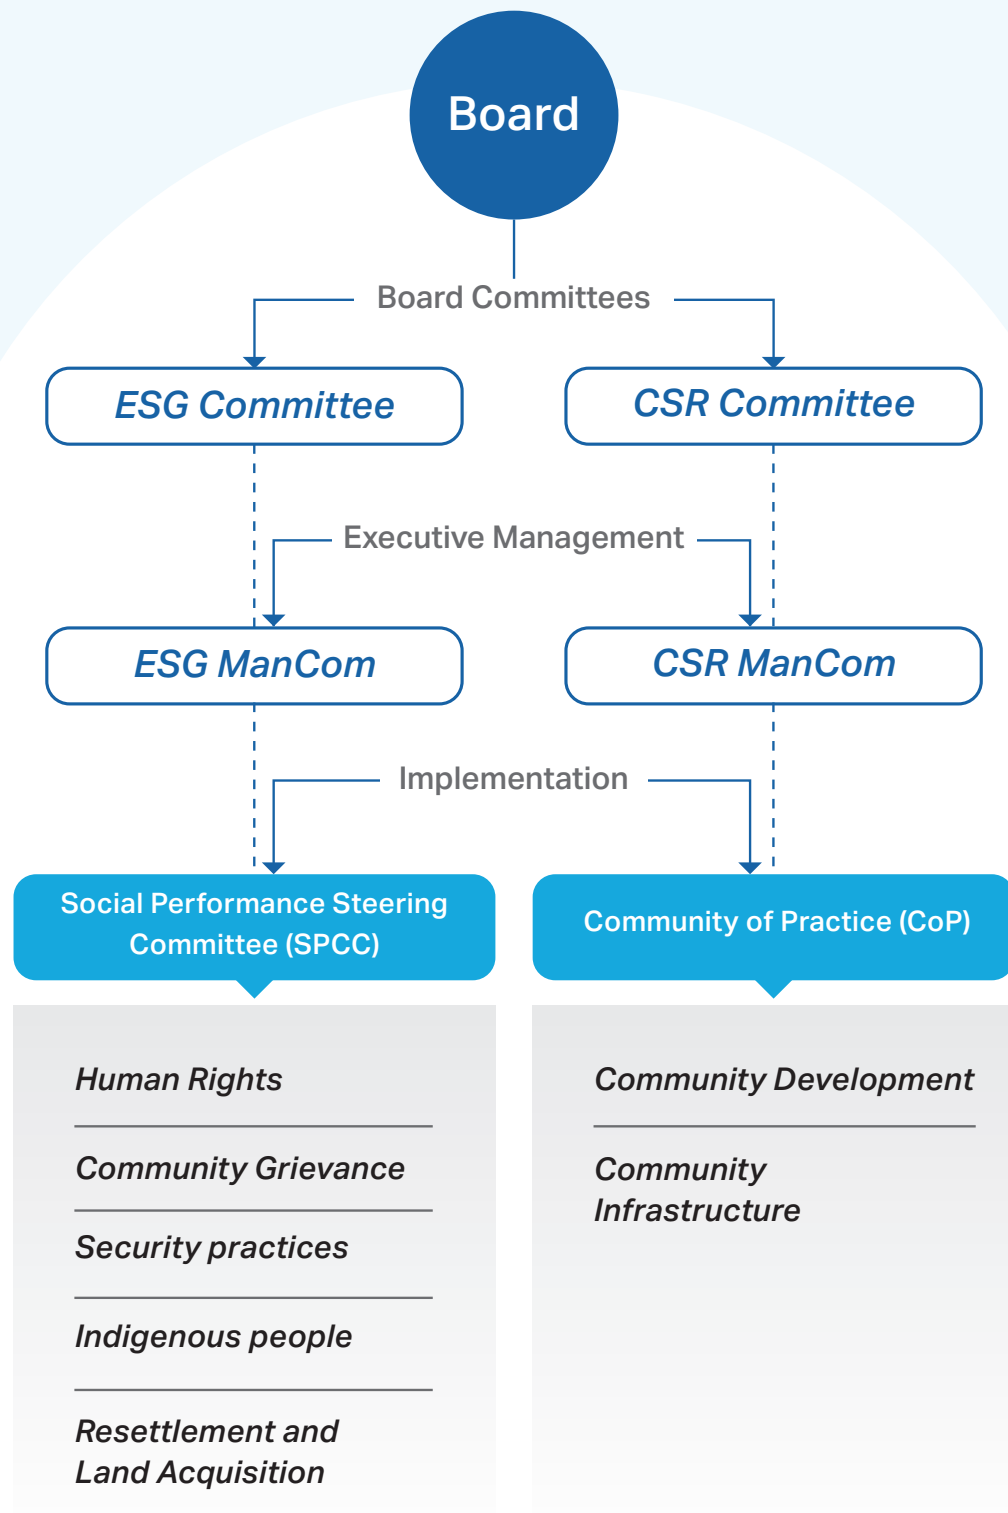 Board
Board Committees
ESG Committee
CSR Committee
Executive Management
ESG ManCom
CSR ManCom
Implementation
Social Performance Steering
Committee (SPCC)
Community of Practice (CoP)
Human Rights
Community Grievance
Security practices
Indigenous people
Resettlement and
Land Acquisition
Community Development
Community
Infrastructure